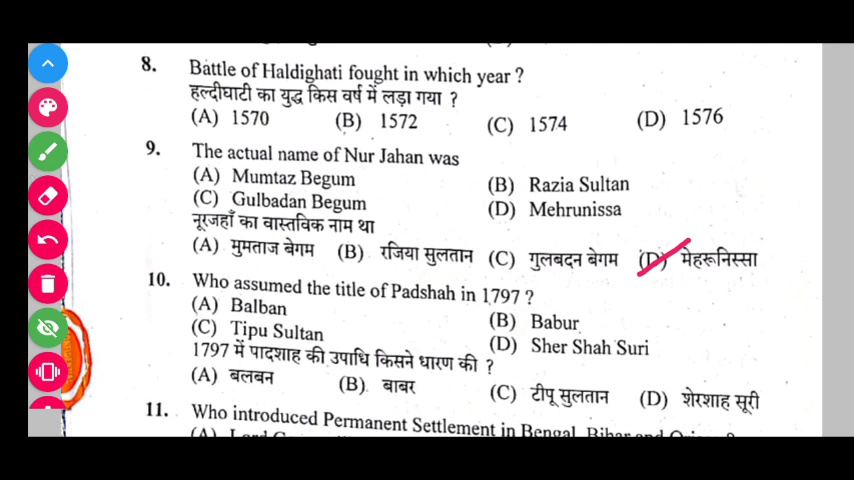 8. Battle of Haldighati fought in which year ?
हल्दीघाटी का युद्ध किस वर्ष में लड़ा गया ?
(A) 1570 (B) 1572 (C) 1574 (D) 1576
9. The actual name of Nur Jahan was
(A) Mumtaz Begum (B) Razia Sultan
(C) Gulbadan Begum (D) Mehrunissa
नूरजहाँ का वास्तविक नाम था
(A) मुमताज बेगम (B) रजिया सुलतान (C) गुलबदन बेगम (D) मेहरूनिस्सा
10. Who assumed the title of Padshah in 1797 ?
(A) Balban (B) Babur
(C) Tipu Sultan (D) Sher Shah Suri
1797 में पादशाह की उपाधि किसने धारण की ?
(A) बलबन (B) बाबर (C) टीपू सुलतान (D) शेरशाह सूरी
11. Who introduced Permanent Settlement in Bengal, Bihar and
(A) Lord